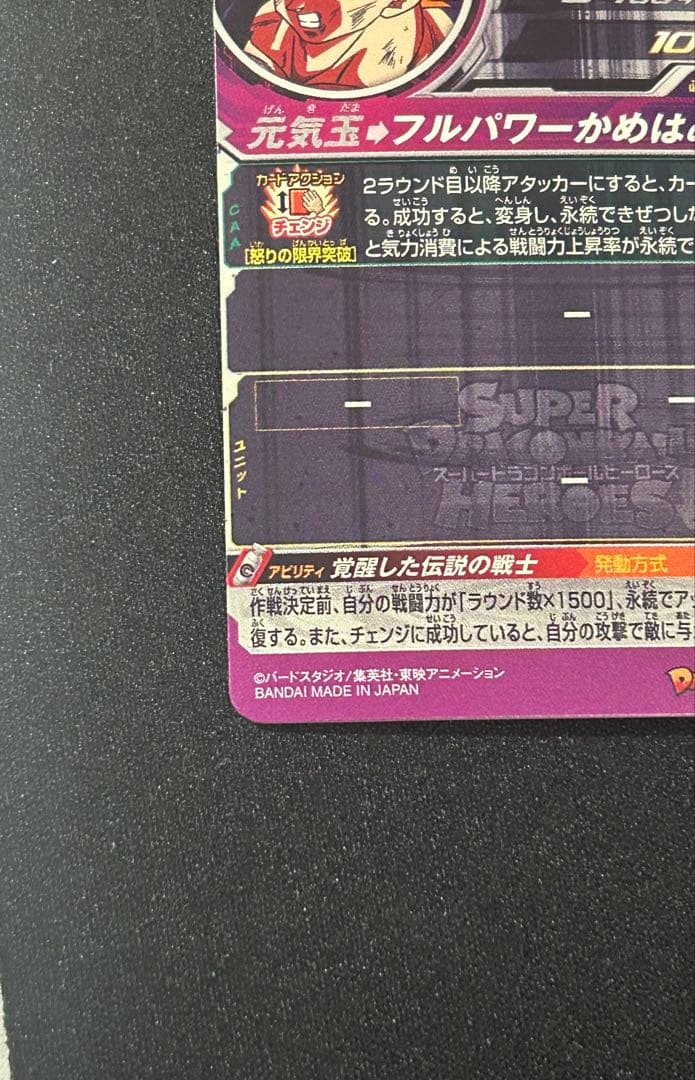 元気玉➡フルパワーかめは
カードアクション
チェンジ
[怒りの限界突破]
CAA
2ラウンド目以降アタッカーにすると、カー
る。成功すると、変身し、永続できぜつした
と気力消費による戦闘力上昇率が永続で
ー
ー
ー
ー
ユニット
SUPER
DRAGONBALL
スーパードラゴンボールヒーローズ
HEROES
アビリティ 覚醒した伝説の戦士 発動方式
作戦決定前、自分の戦闘力が「ラウンド数×1500」、永続でア
復する。また、チェンジに成功していると、自分の攻撃で敵に与
©バードスタジオ/集英社・東映アニメーション
BANDAI MADE IN JAPAN